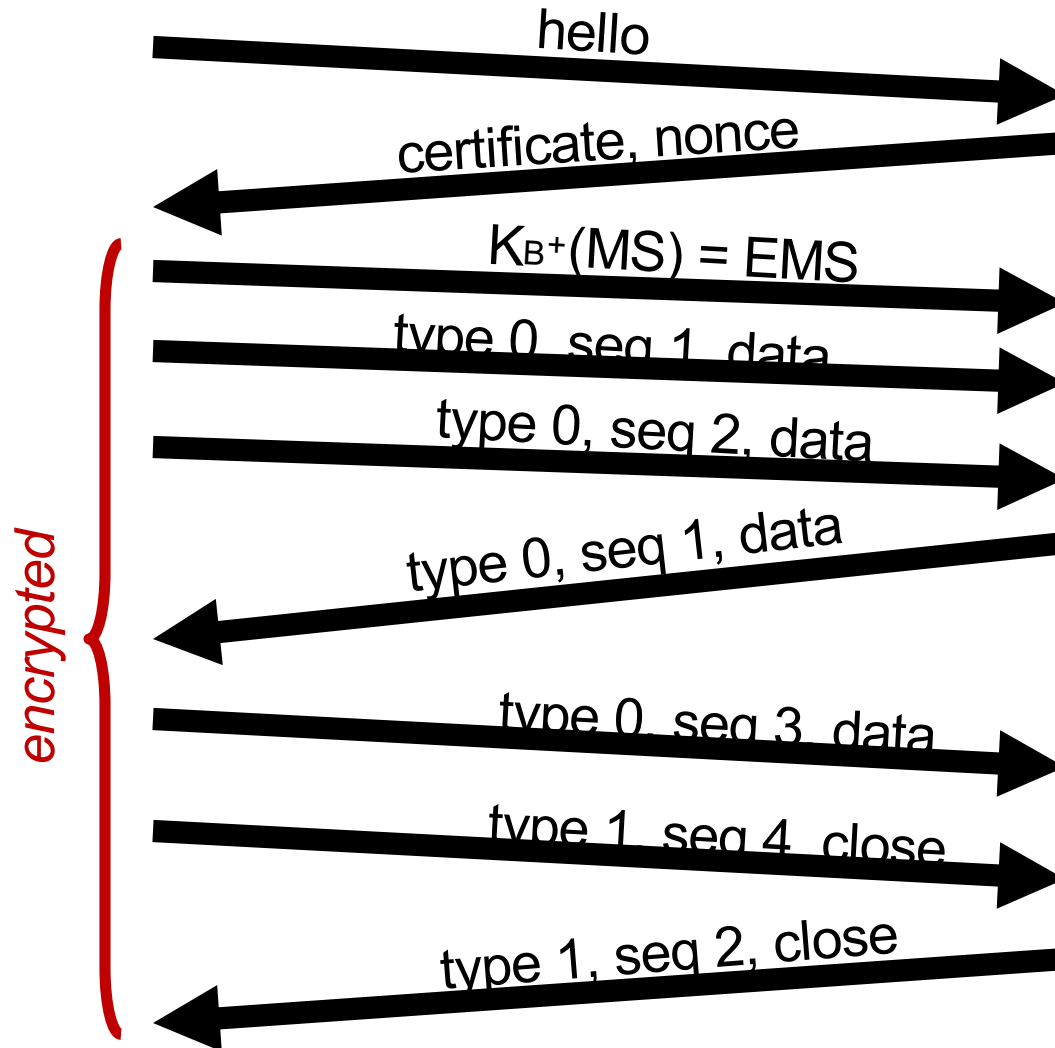 hello
certificate, nonce
KB+(MS) = EMS
type 0, seq 1, data
type 0, seq 2, data
type 0, seq 1, data
encrypted
type 0, seq 3, data
type 1, seq 4, close
type 1, seq 2, close